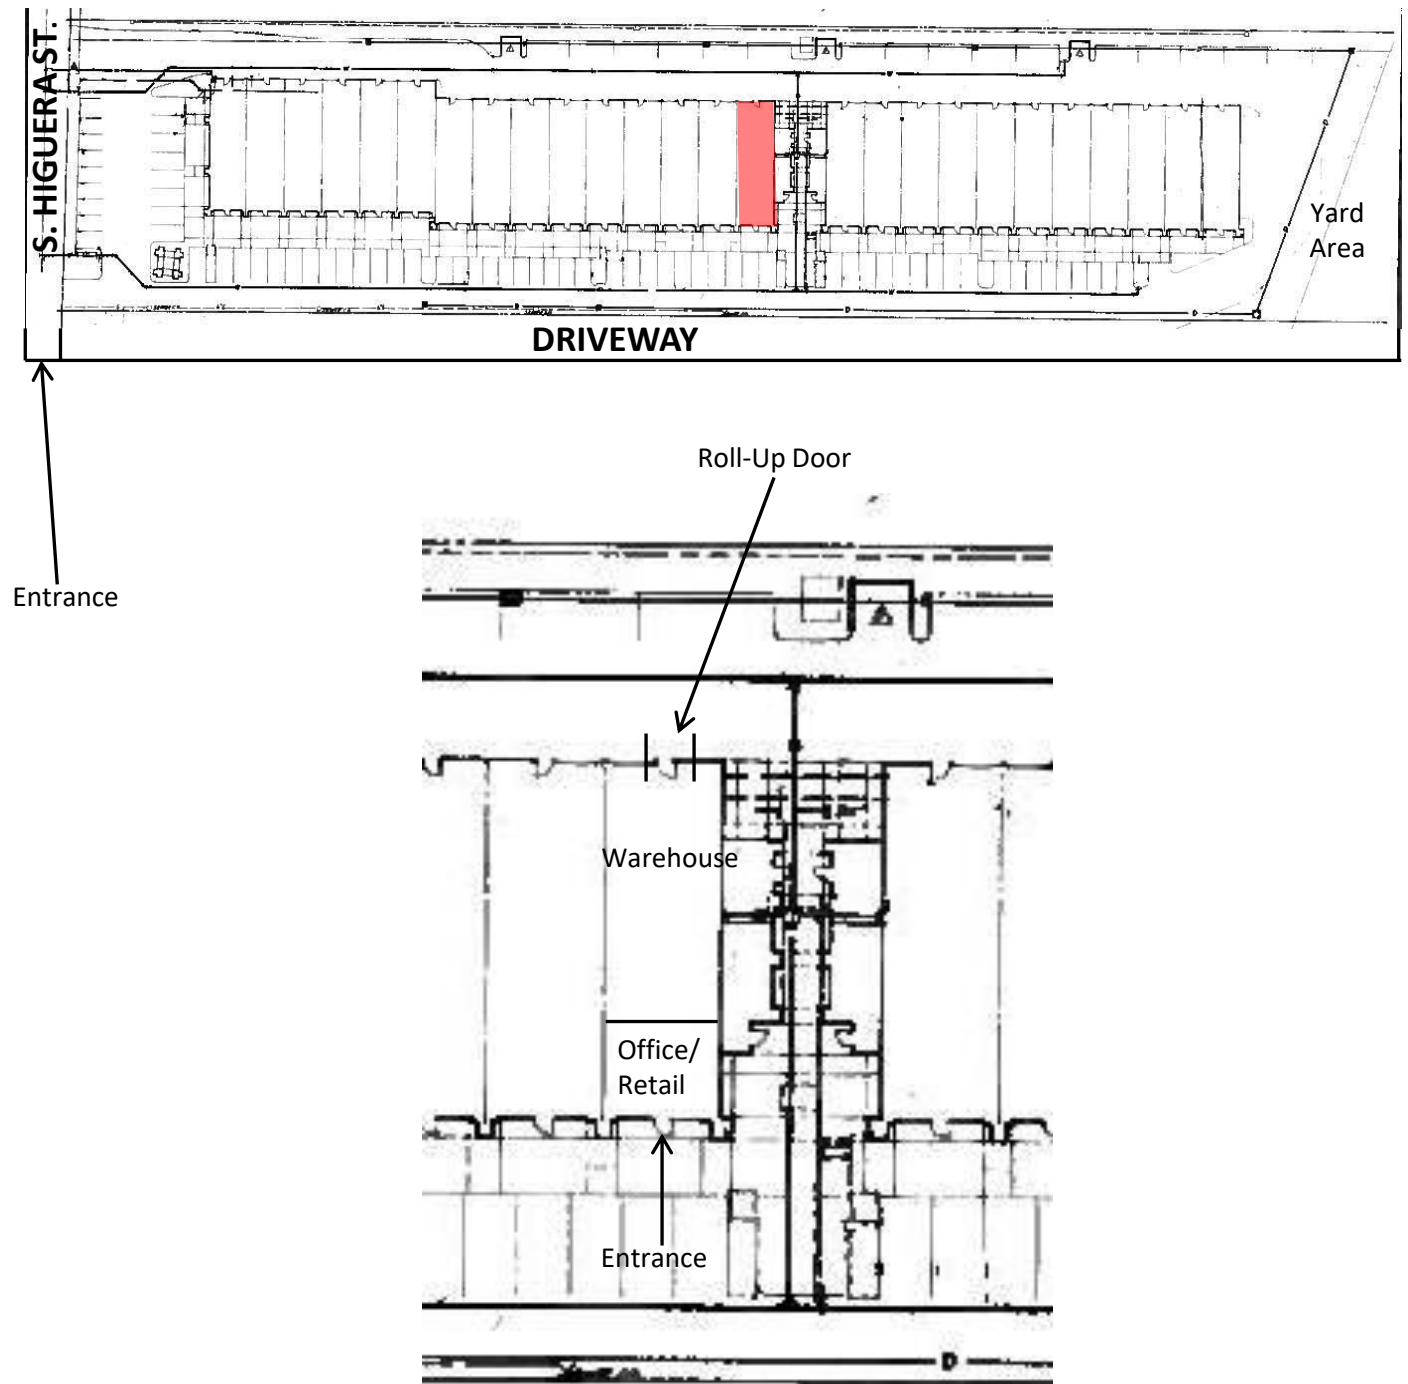 S. HIGUERA ST.
Yard
Area
DRIVEWAY
Roll-Up Door
Entrance
Warehouse
Office/
Retail
Entrance
D